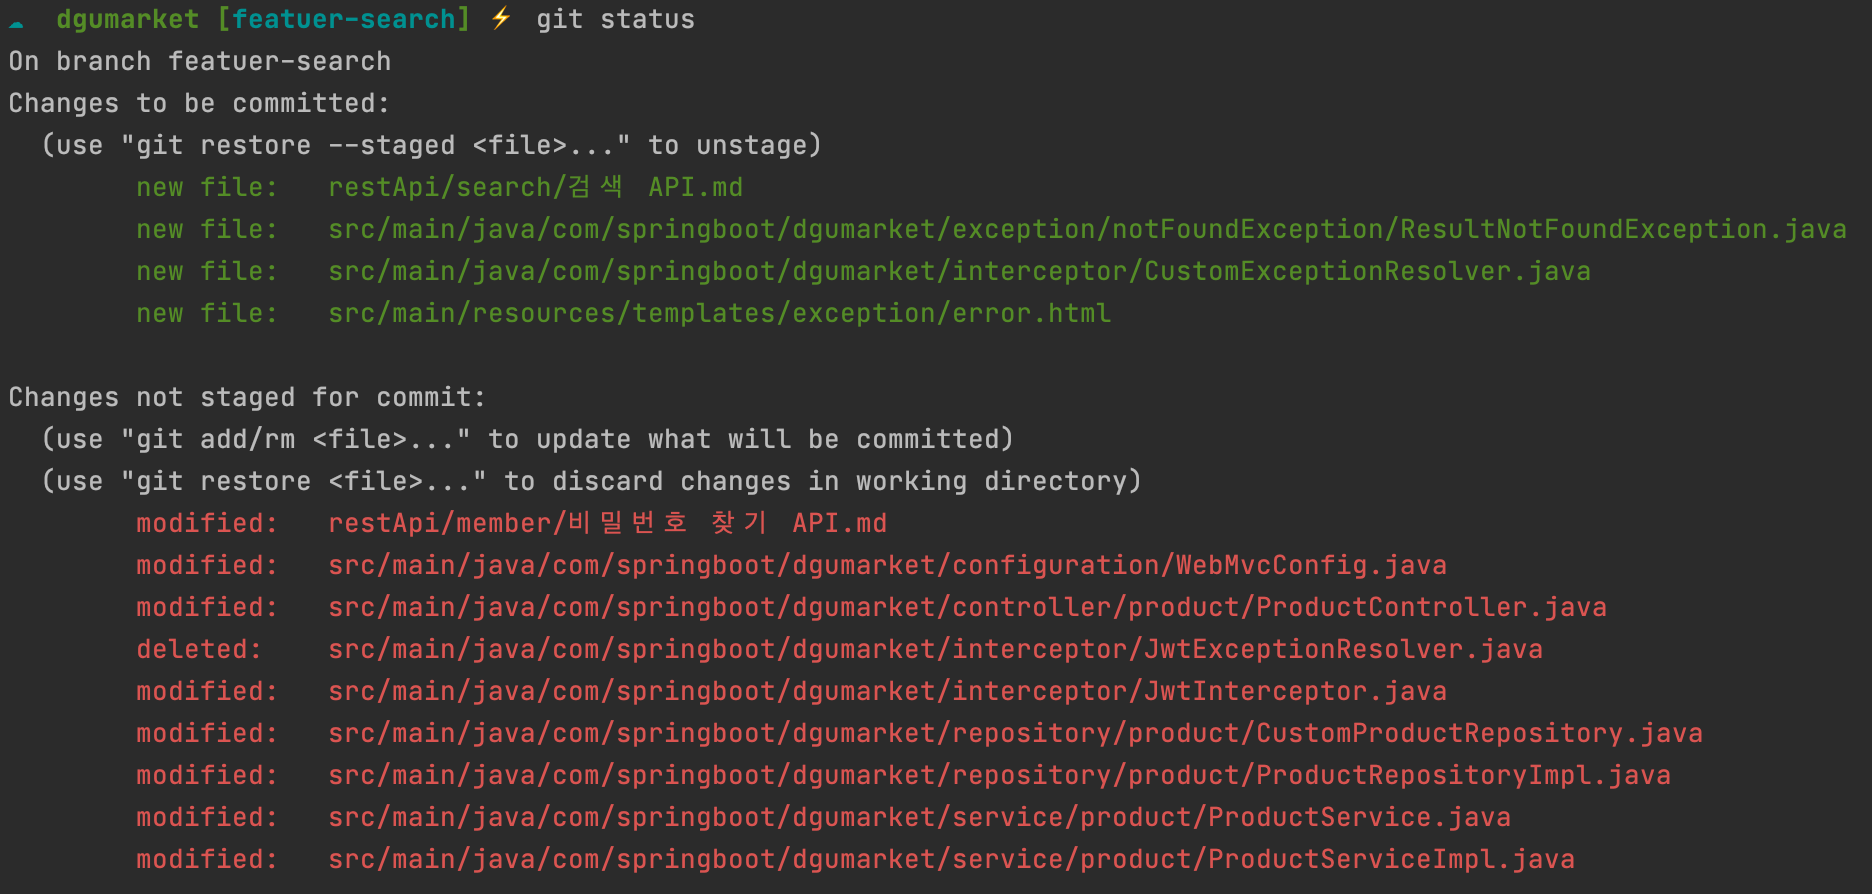 ☁ dgumarket [featuer-search] ⚡ git status
On branch featuer-search
Changes to be committed:
  (use "git restore --staged <file>..." to unstage)
        new file:   restApi/search/검색 API.md
        new file:   src/main/java/com/springboot/dgumarket/exception/notFoundException/ResultNotFoundException.java
        new file:   src/main/java/com/springboot/dgumarket/interceptor/CustomExceptionResolver.java
        new file:   src/main/resources/templates/exception/error.html

Changes not staged for commit:
  (use "git add/rm <file>..." to update what will be committed)
  (use "git restore <file>..." to discard changes in working directory)
        modified:   restApi/member/비밀번호 찾기 API.md
        modified:   src/main/java/com/springboot/dgumarket/configuration/WebMvcConfig.java
        modified:   src/main/java/com/springboot/dgumarket/controller/product/ProductController.java
        deleted:    src/main/java/com/springboot/dgumarket/interceptor/JwtExceptionResolver.java
        modified:   src/main/java/com/springboot/dgumarket/interceptor/JwtInterceptor.java
        modified:   src/main/java/com/springboot/dgumarket/repository/product/CustomProductRepository.java
        modified:   src/main/java/com/springboot/dgumarket/repository/product/ProductRepositoryImpl.java
        modified:   src/main/java/com/springboot/dgumarket/service/product/ProductService.java
        modified:   src/main/java/com/springboot/dgumarket/service/product/ProductServiceImpl.java